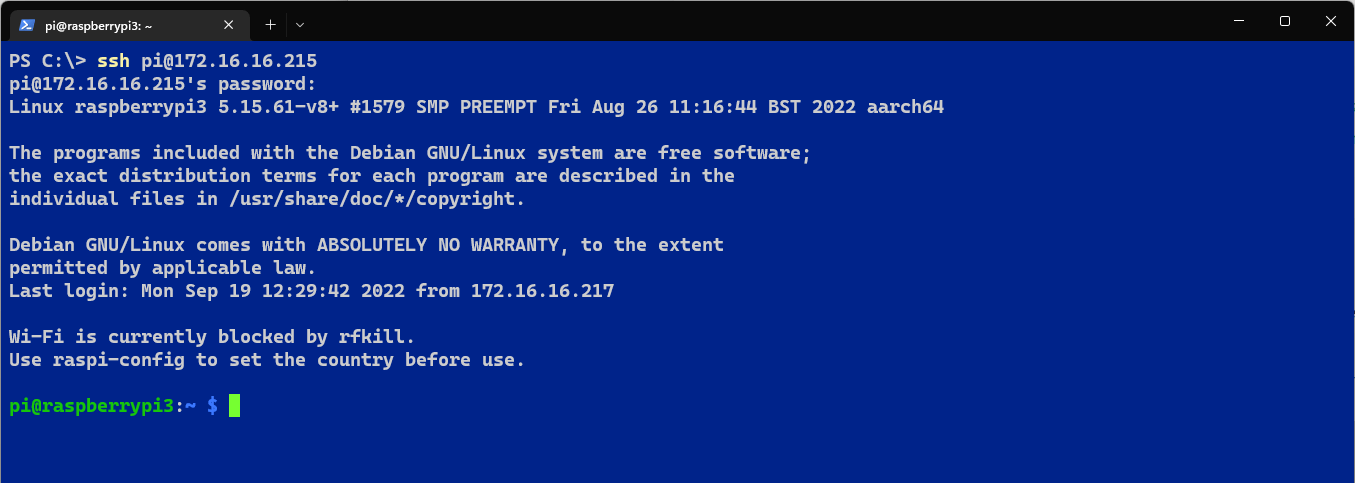 pi@raspberrypi3: ~
PS C:\> ssh pi@172.16.16.215
pi@172.16.16.215's password:
Linux raspberrypi3 5.15.61-v8+ #1579 SMP PREEMPT Fri Aug 26 11:16:44 BST 2022 aarch64
The programs included with the Debian GNU/Linux system are free software;
the exact distribution terms for each program are described in the
individual files in /usr/share/doc/*/copyright.
Debian GNU/Linux comes with ABSOLUTELY NO WARRANTY, to the extent
permitted by applicable law.
Last login: Mon Sep 19 12:29:42 2022 from 172.16.16.217
Wi-Fi is currently blocked by rfkill.
Use raspi-config to set the country before use.
pi@raspberrypi3:~ $